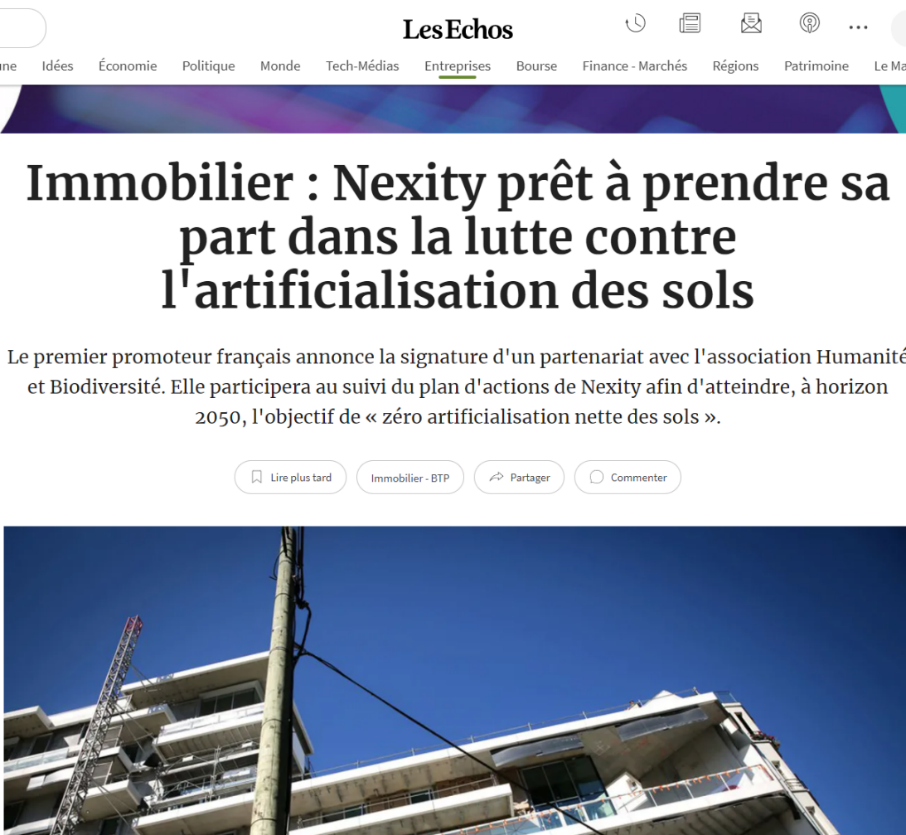 Les Echos
Idées Économie Politique Monde Tech-Médias Entreprises Bourse Finance - Marchés Régions Patrimoine
Immobilier : Nexity prêt à prendre sa
part dans la lutte contre
l'artificialisation des sols
Le premier promoteur français annonce la signature d'un partenariat avec l'association Humanité
et Biodiversité. Elle participera au suivi du plan d'actions de Nexity afin d'atteindre, à horizon
2050, l'objectif de « zéro artificialisation nette des sols ».
Lire plus tard Immobilier - BTP Partager Commenter